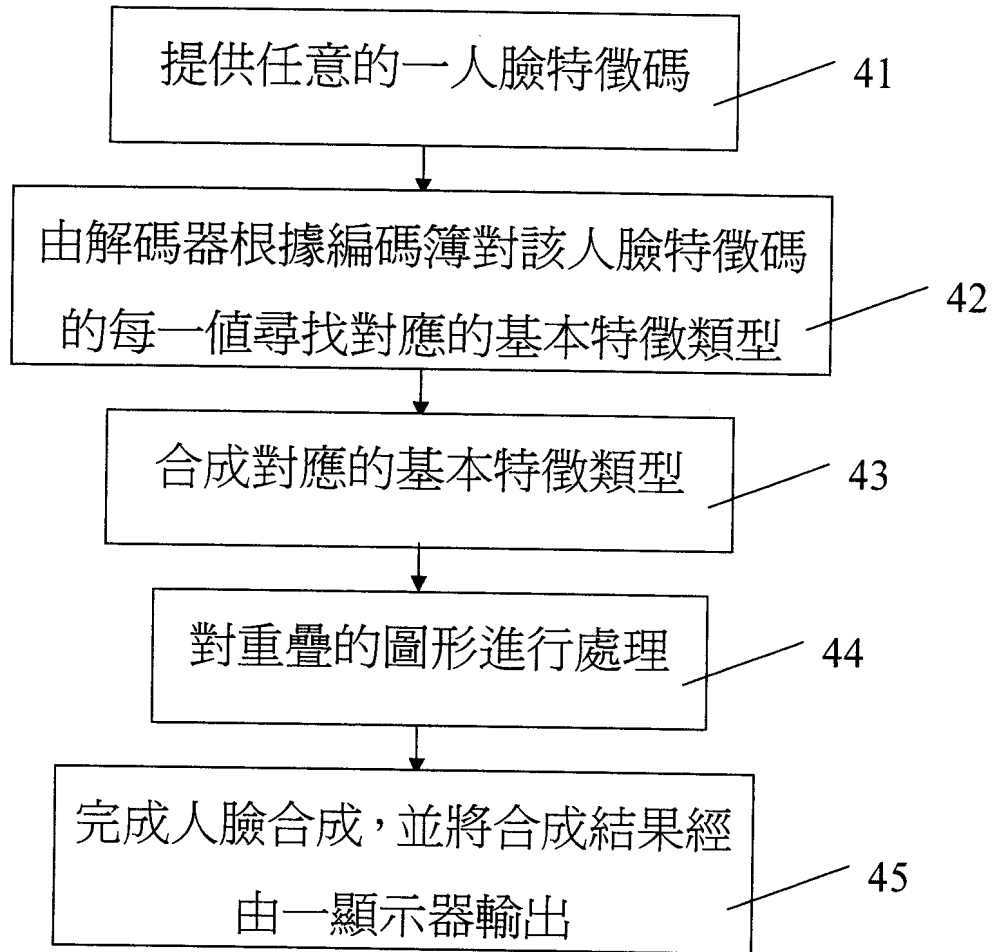 提供任意的一人臉特徵碼
41
由解碼器根據編碼簿對該人臉特徵碼
的每一値尋找對應的基本特徵類型
42
合成對應的基本特徵類型
43
對重疊的圖形進行處理
44
完成人臉合成，並將合成結果經
由一顯示器輸出
45